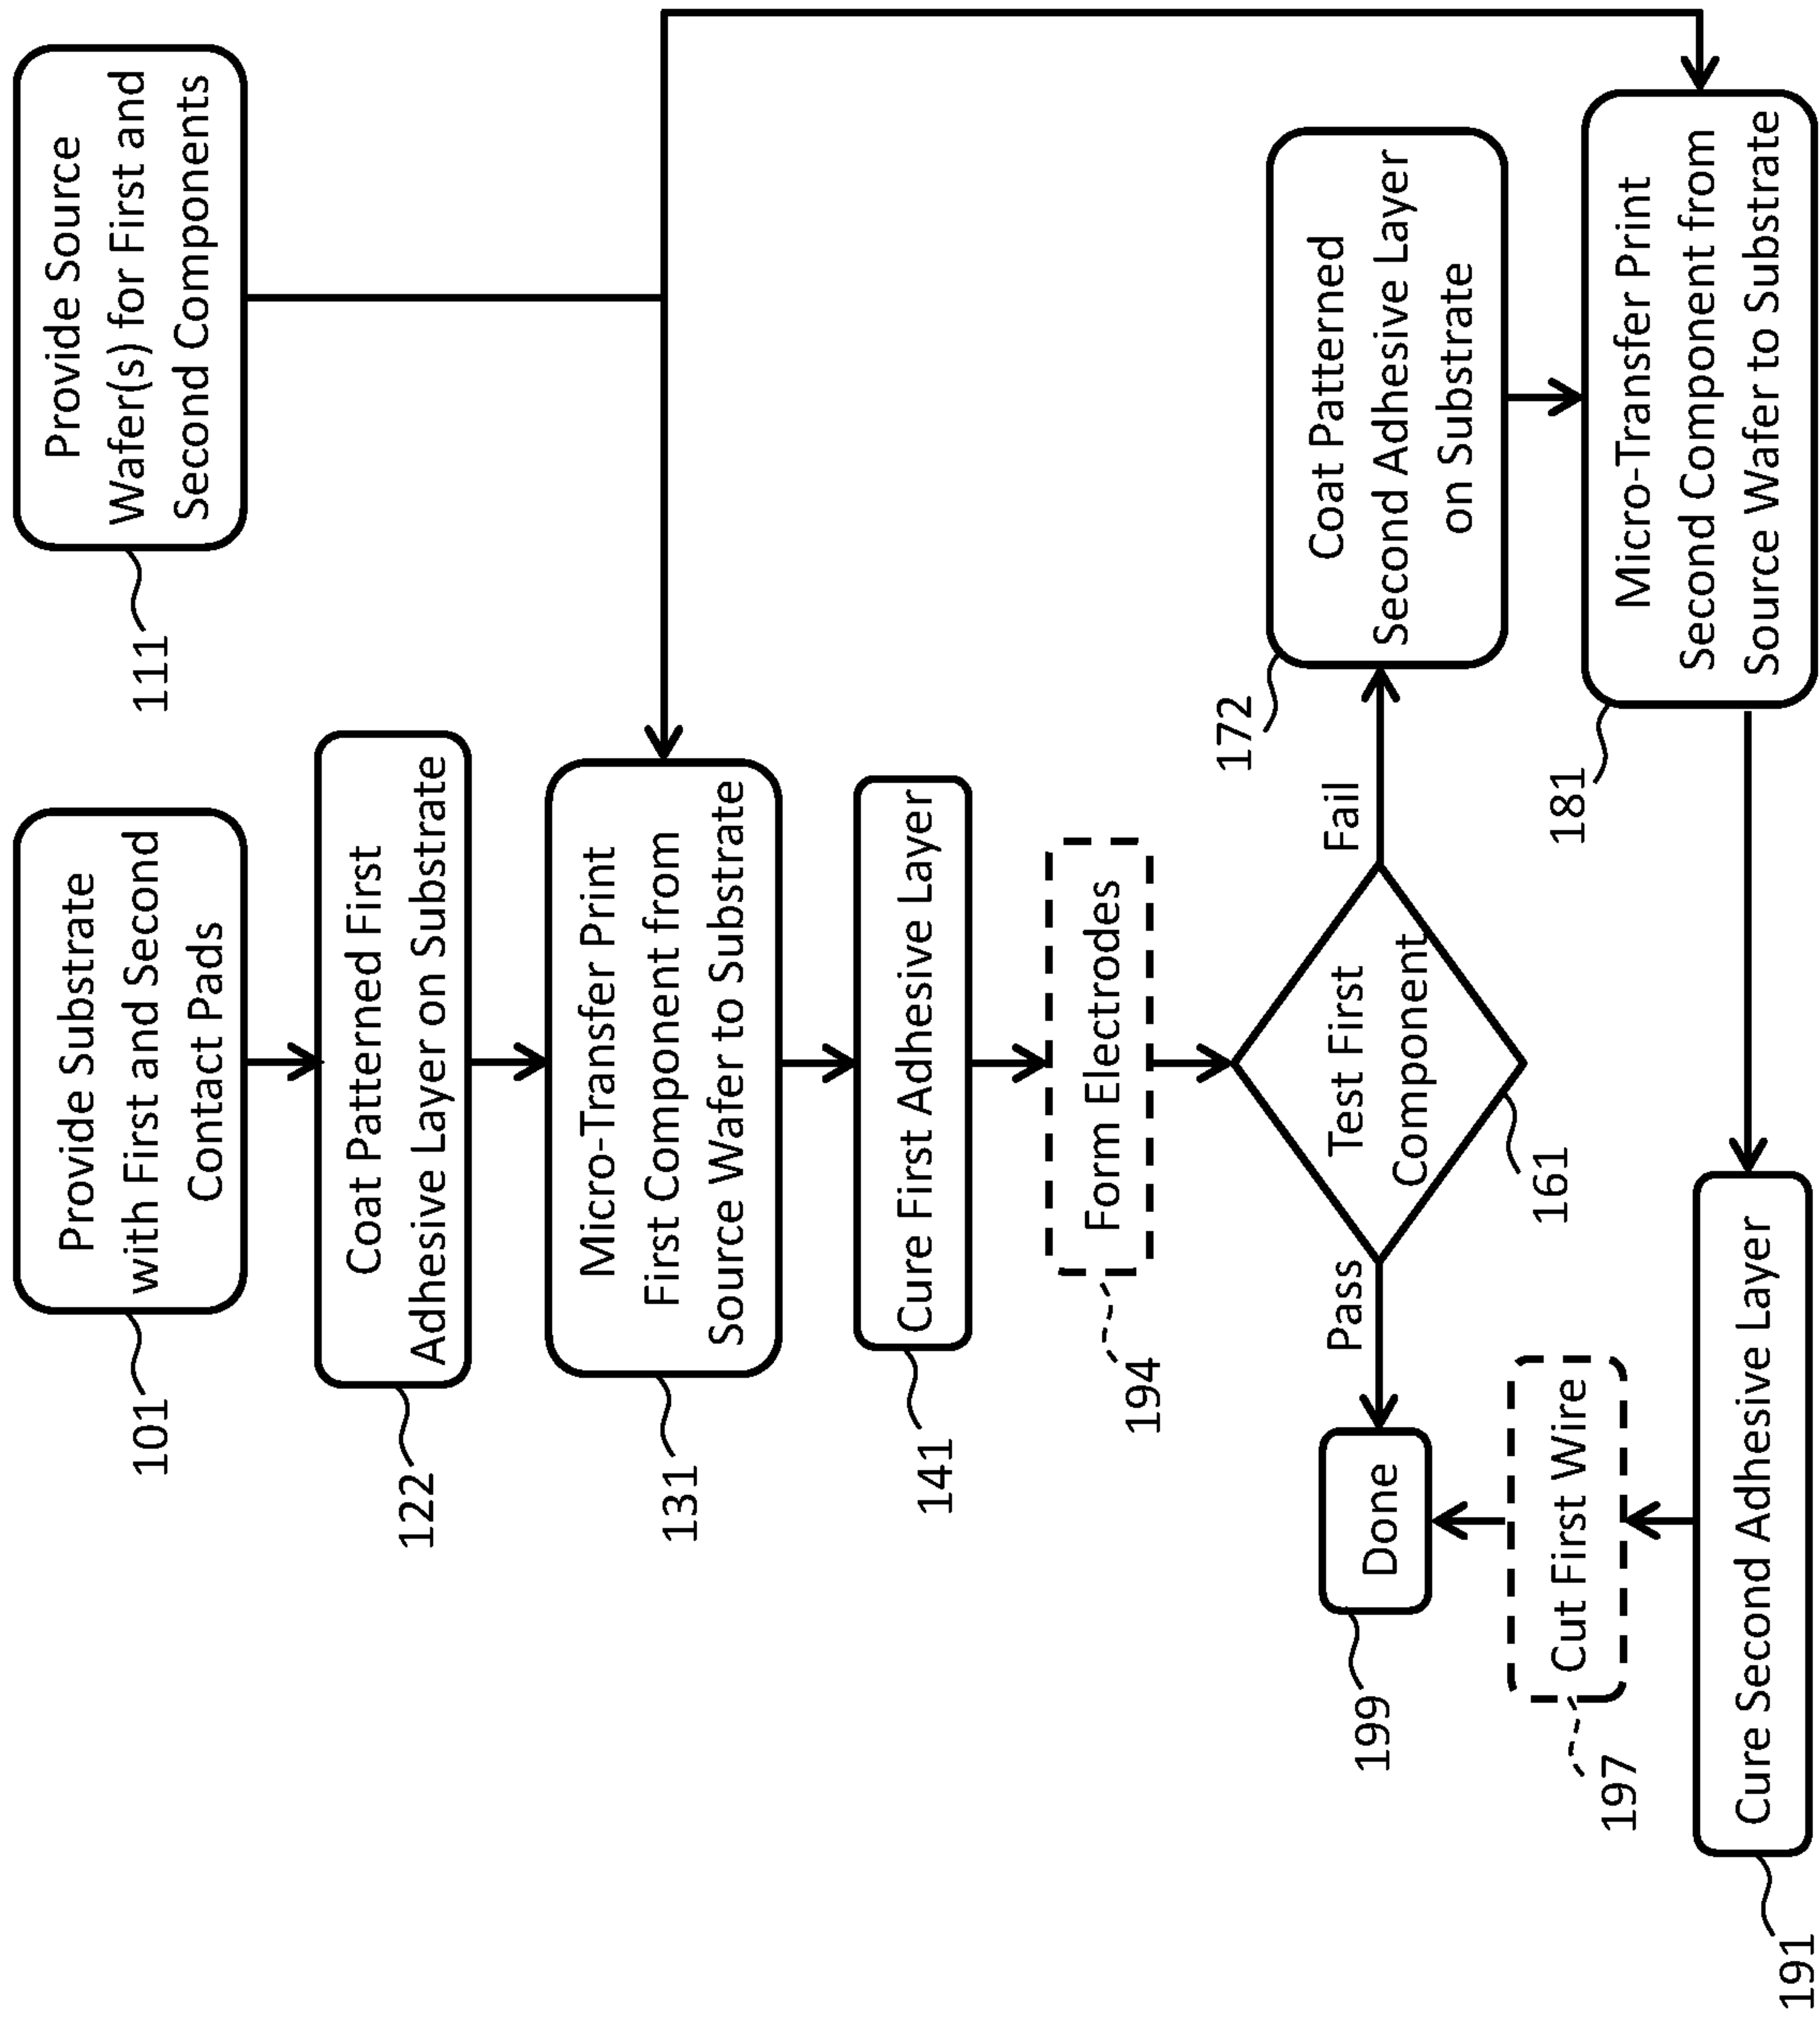 Provide Substrate
with First and Second
Contact Pads
101
Provide Source
Wafer(s) for First and
Second Components
111
Coat Patterned First
Adhesive Layer on Substrate
122
Micro-Transfer Print
First Component from
Source Wafer to Substrate
131
Cure First Adhesive Layer
141
Form Electrodes
194
Test First
Component
161
Pass
Fail
Done
199
Coat Patterned
Second Adhesive Layer
on Substrate
172
Cut First Wire
197
Micro-Transfer Print
Second Component from
Source Wafer to Substrate
181
Cure Second Adhesive Layer
191